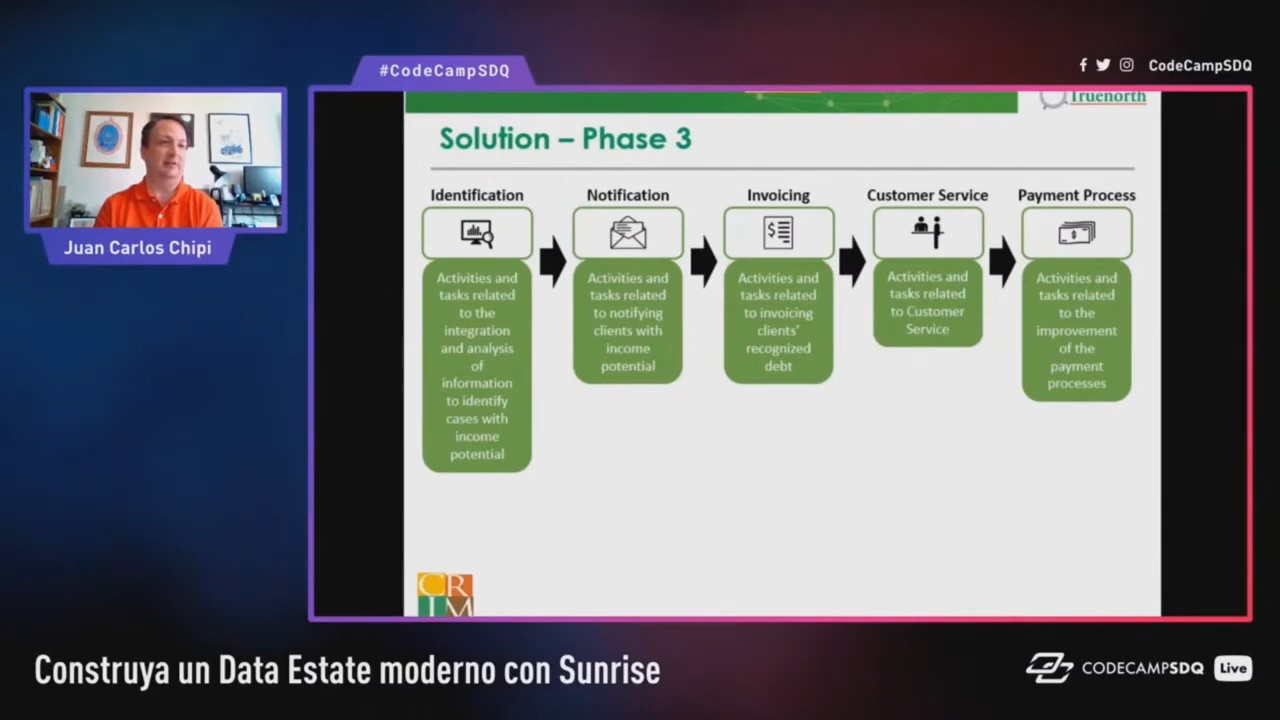 #CodeCampSDQ
CodeCampSDQ
Juan Carlos Chipi
Truenorth
Solution – Phase 3
Identification
Activities and
tasks related
to the
integration
and analysis
of
information
to identify
cases with
income
potential
Notification
Activities and
tasks related
to notifying
clients with
income
potential
Invoicing
Activities and
tasks related
to invoicing
clients’
recognized
debt
Customer Service
Activities and
tasks related
to Customer
Service
Payment Process
Activities and
tasks related
to the
improvement
of the
payment
processes
CR
IM
Construya un Data Estate moderno con Sunrise
CODECAMPSDQ Live